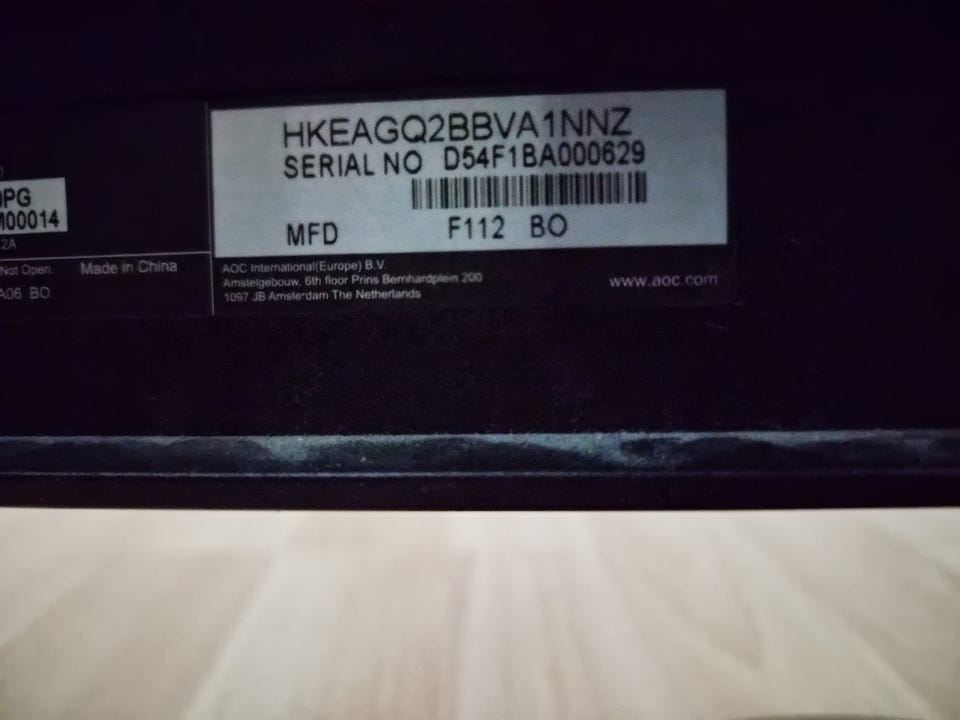 PG
M00014
2A
Not Open
Made in China
A06 BO
HKEAGQ2BBVA1NNZ
SERIAL NO D54F1BA000629
MFD F112 BO
AOC International(Europe) B.V.
Amstelgebouw, 6th floor Prins Bernhardplein 200
1097 JB Amsterdam The Netherlands
www.aoc.com